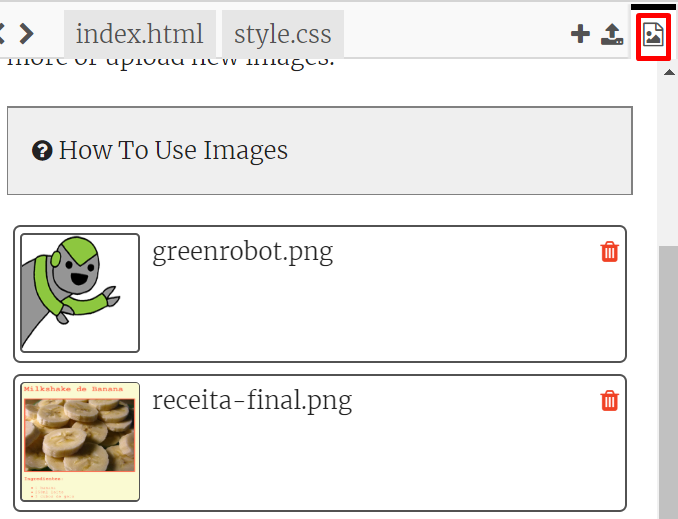 index.html
style.css
more or upload new images.
How To Use Images
greenrobot.png
receita-final.png
Milkshake de Banana
Ingredientes: